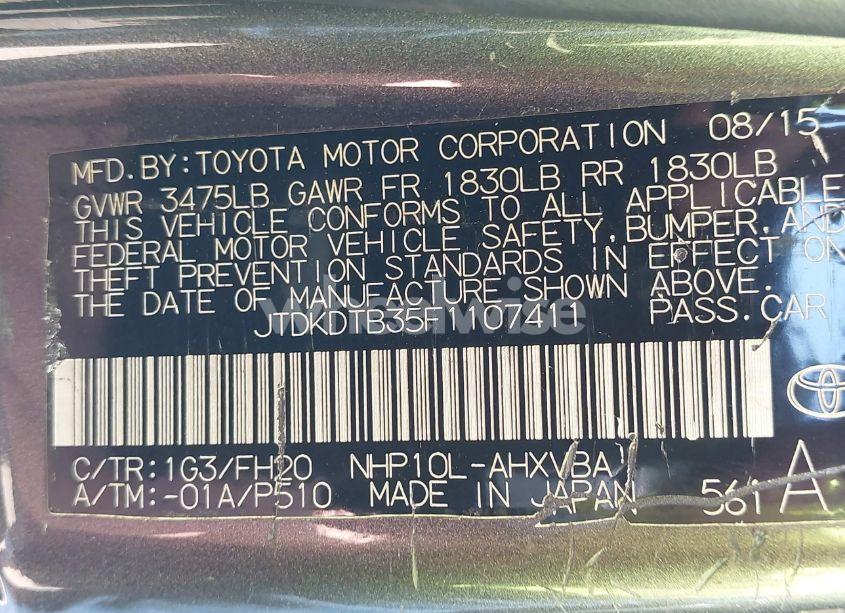 MFD. BY: TOYOTA MOTOR CORPORATION 08/15
GVWR 3475LB GAWR FR 1830LB RR 1830LB
THIS VEHICLE CONFORMS TO ALL APPLICABLE
FEDERAL MOTOR VEHICLE SAFETY, BUMPER, AND
THEFT PREVENTION STANDARDS IN EFFECT ON
THE DATE OF MANUFACTURE SHOWN ABOVE.
JTDKDTB35F1107411 PASS. CAR
wheelwise
C/TR: 1G3/FH20 NHP10L-AHXVBA
A/TM: -01A/P510 MADE IN JAPAN 561 A